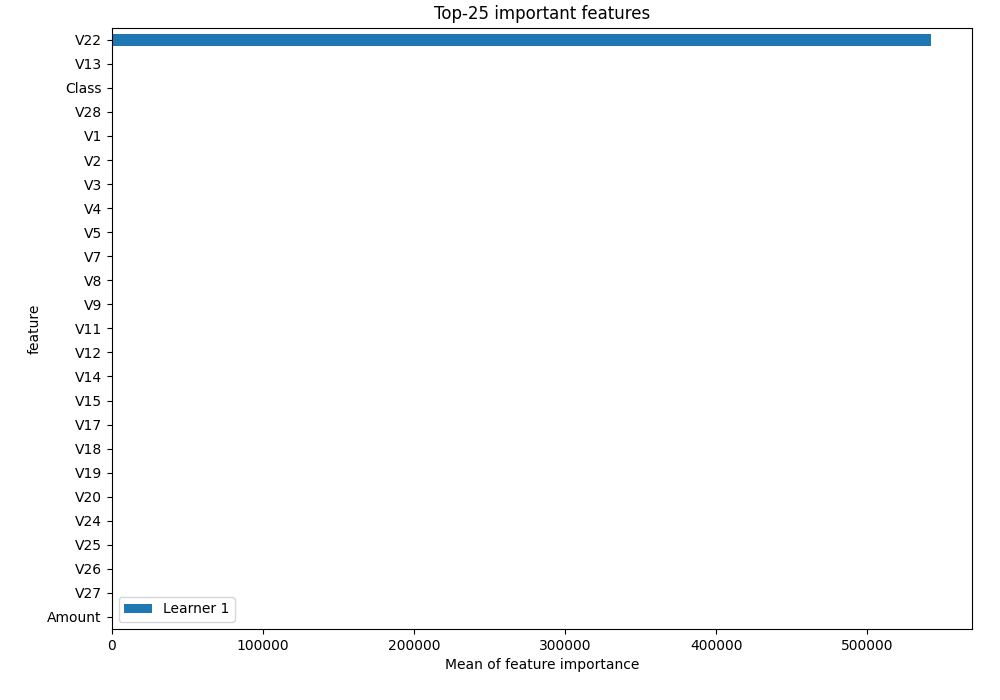 Top-25 important features
V22
V13
Class
V28
V1
V2
V3
V4
V5
V7
V8
V9
V11
V12
V14
V15
V17
V18
V19
V20
V24
V25
V26
V27
Amount
feature
Learner 1
0 100000 200000 300000 400000 500000
Mean of feature importance